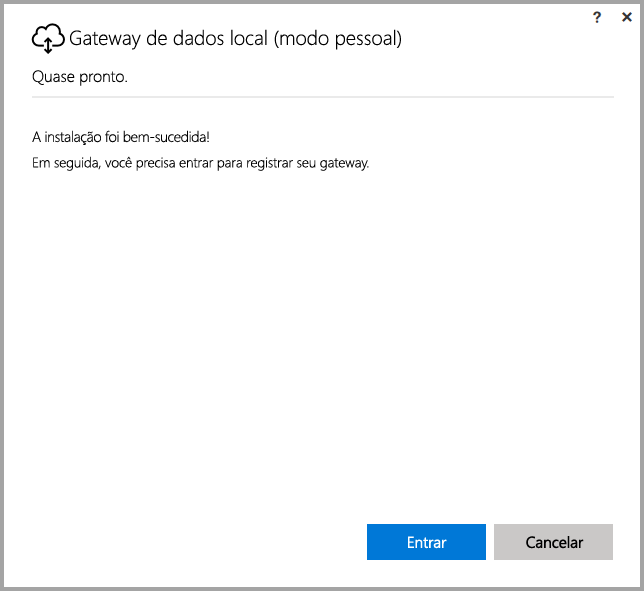 ?
×
Gateway de dados local (modo pessoal)
Quase pronto.
A instalação foi bem-sucedida!
Em seguida, você precisa entrar para registrar seu gateway.
Entrar
Cancelar